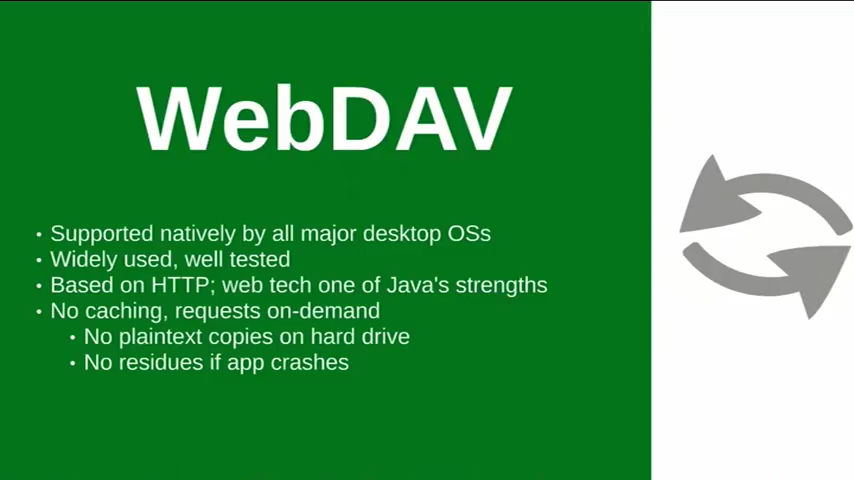 WebDAV
• Supported natively by all major desktop OSs
• Widely used, well tested
• Based on HTTP; web tech one of Java's strengths
• No caching, requests on-demand
• No plaintext copies on hard drive
• No residues if app crashes